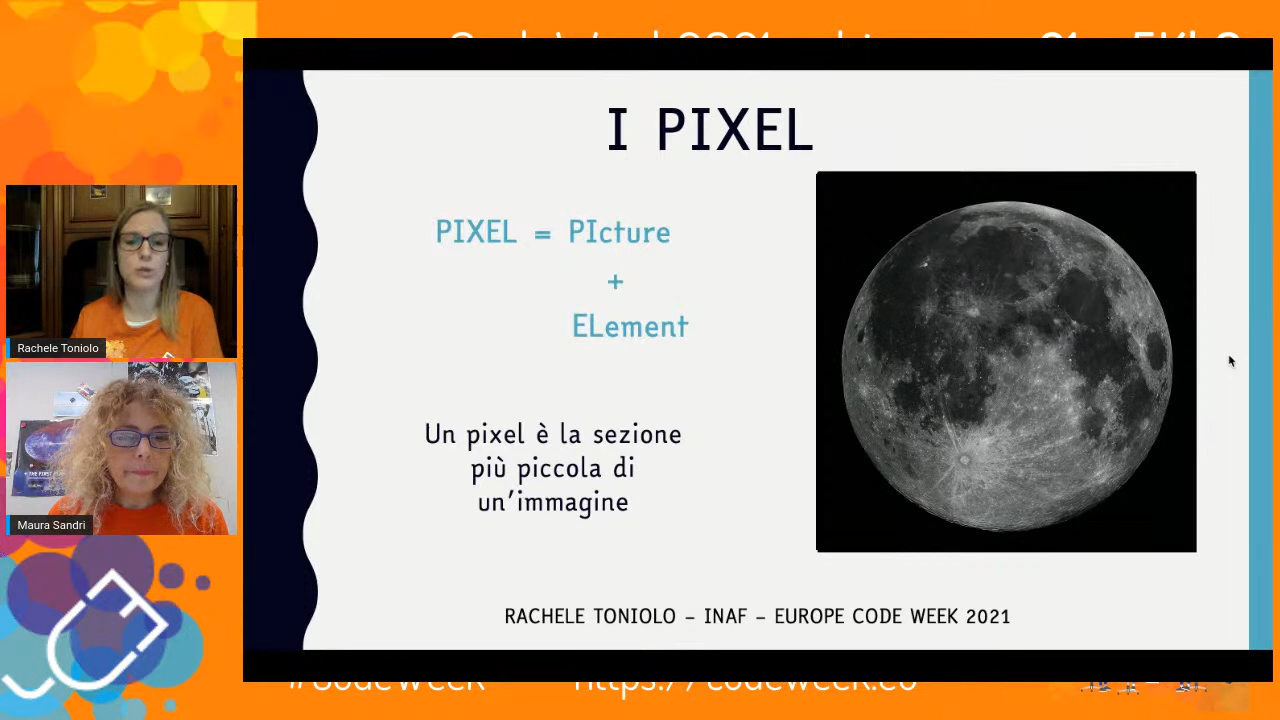 I PIXEL
PIXEL = PIcture
+
ELement
Un pixel è la sezione
più piccola di
un'immagine
RACHELE TONIOLO – INAF – EUROPE CODE WEEK 2021
Rachele Toniolo
Maura Sandri
#CodeWeek
https://codeweek.eu